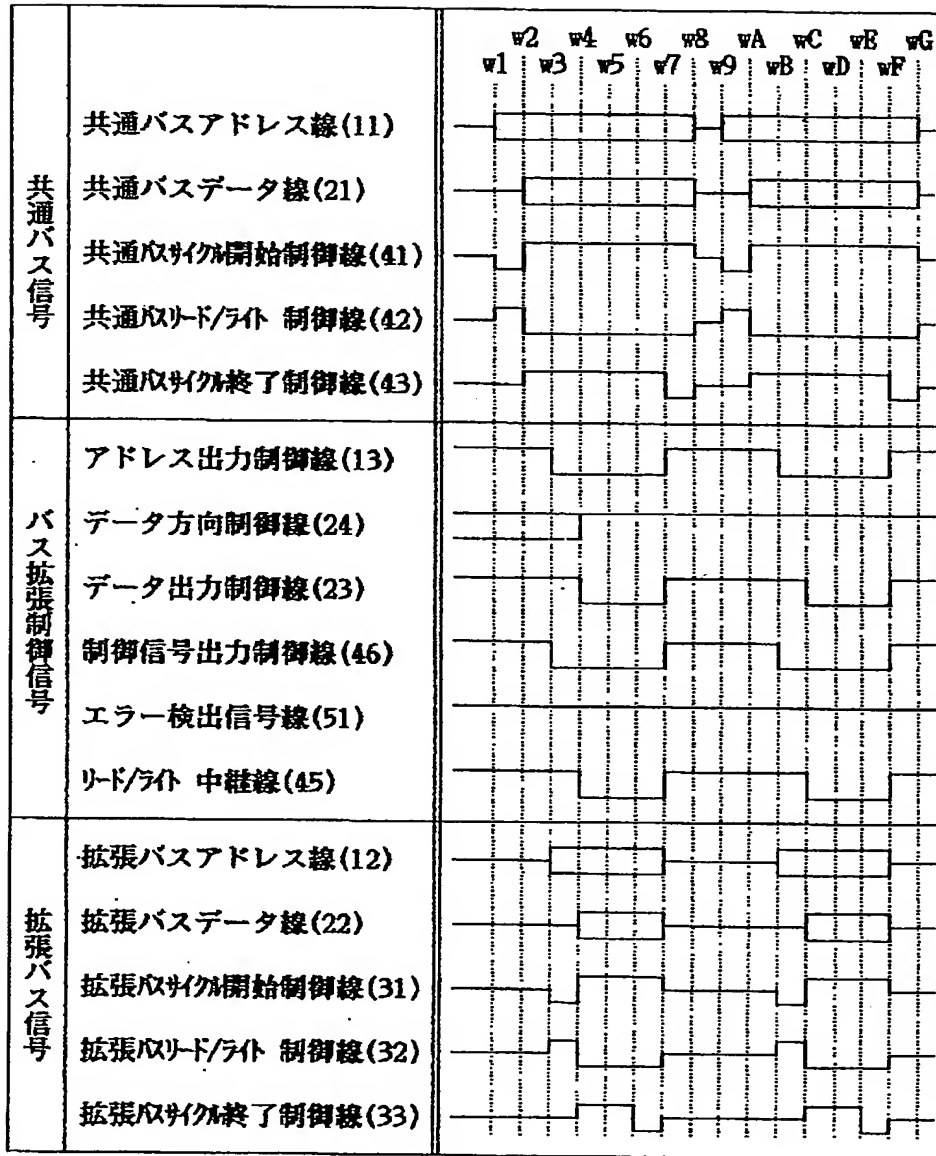 w2 w4 w6 w8 wA wC wE wG
w1 w3 w5 w7 w9 wB wD wF
共通バス信号
共通バスアドレス線(11)
共通バスデータ線(21)
共通バスサイクル開始制御線(41)
共通バスリード/ライト 制御線(42)
共通バスサイクル終了制御線(43)
バス拡張制御信号
アドレス出力制御線(13)
データ方向制御線(24)
データ出力制御線(23)
制御信号出力制御線(46)
エラー検出信号線(51)
リード/ライト 中継線(45)
拡張バス信号
拡張バスアドレス線(12)
拡張バスデータ線(22)
拡張バスサイクル開始制御線(31)
拡張バスリード/ライト 制御線(32)
拡張バスサイクル終了制御線(33)